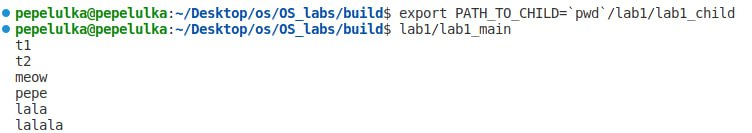 pepelulka@pepelulka:~/Desktop/os/OS_labs/build$ export PATH_TO_CHILD=`pwd`/lab1/lab1_child
pepelulka@pepelulka:~/Desktop/os/OS_labs/build$ lab1/lab1_main
t1
t2
meow
pepe
lala
lalala